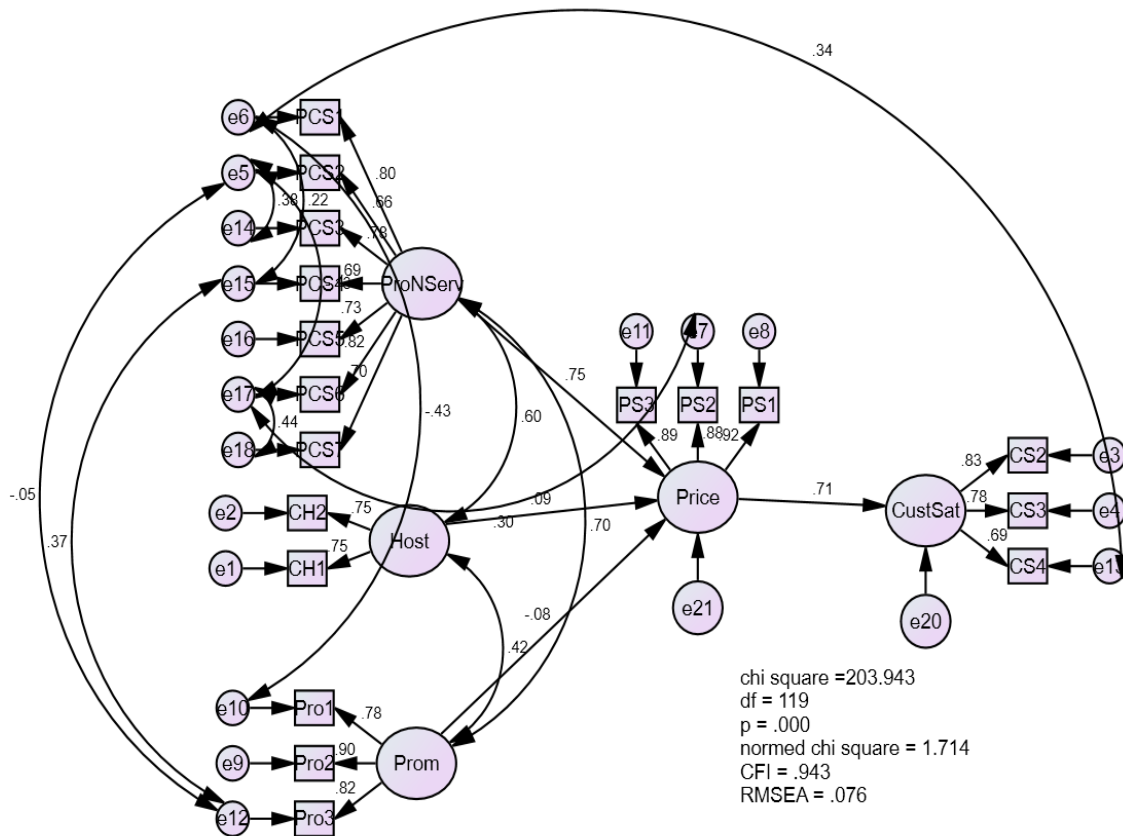 .34
e6 PCS1
.80
e5 PCS2
.38 .22 .66
e14 PCS3
.78
e15 PCS4 .69 ProNServ
.73
e16 PCS5 .82
.70
e17 PCS6
.44 -.43 .60
e18 PCS7
e11 e7 e8
.75
PS3 PS2 PS1
.89 .88 .92
Price
.71
.83 CS2 e3
CustSat .78 CS3 e4
.69 CS4 e13
-.05
e2 CH2 .75
.09
.30
Host .70
.37
e1 CH1 .75
e21
e20
-.08
.42
e10 Pro1 .78
e9 Pro2 .90 Prom
e12 Pro3 .82
chi square =203.943
df = 119
p = .000
normed chi square = 1.714
CFI = .943
RMSEA = .076